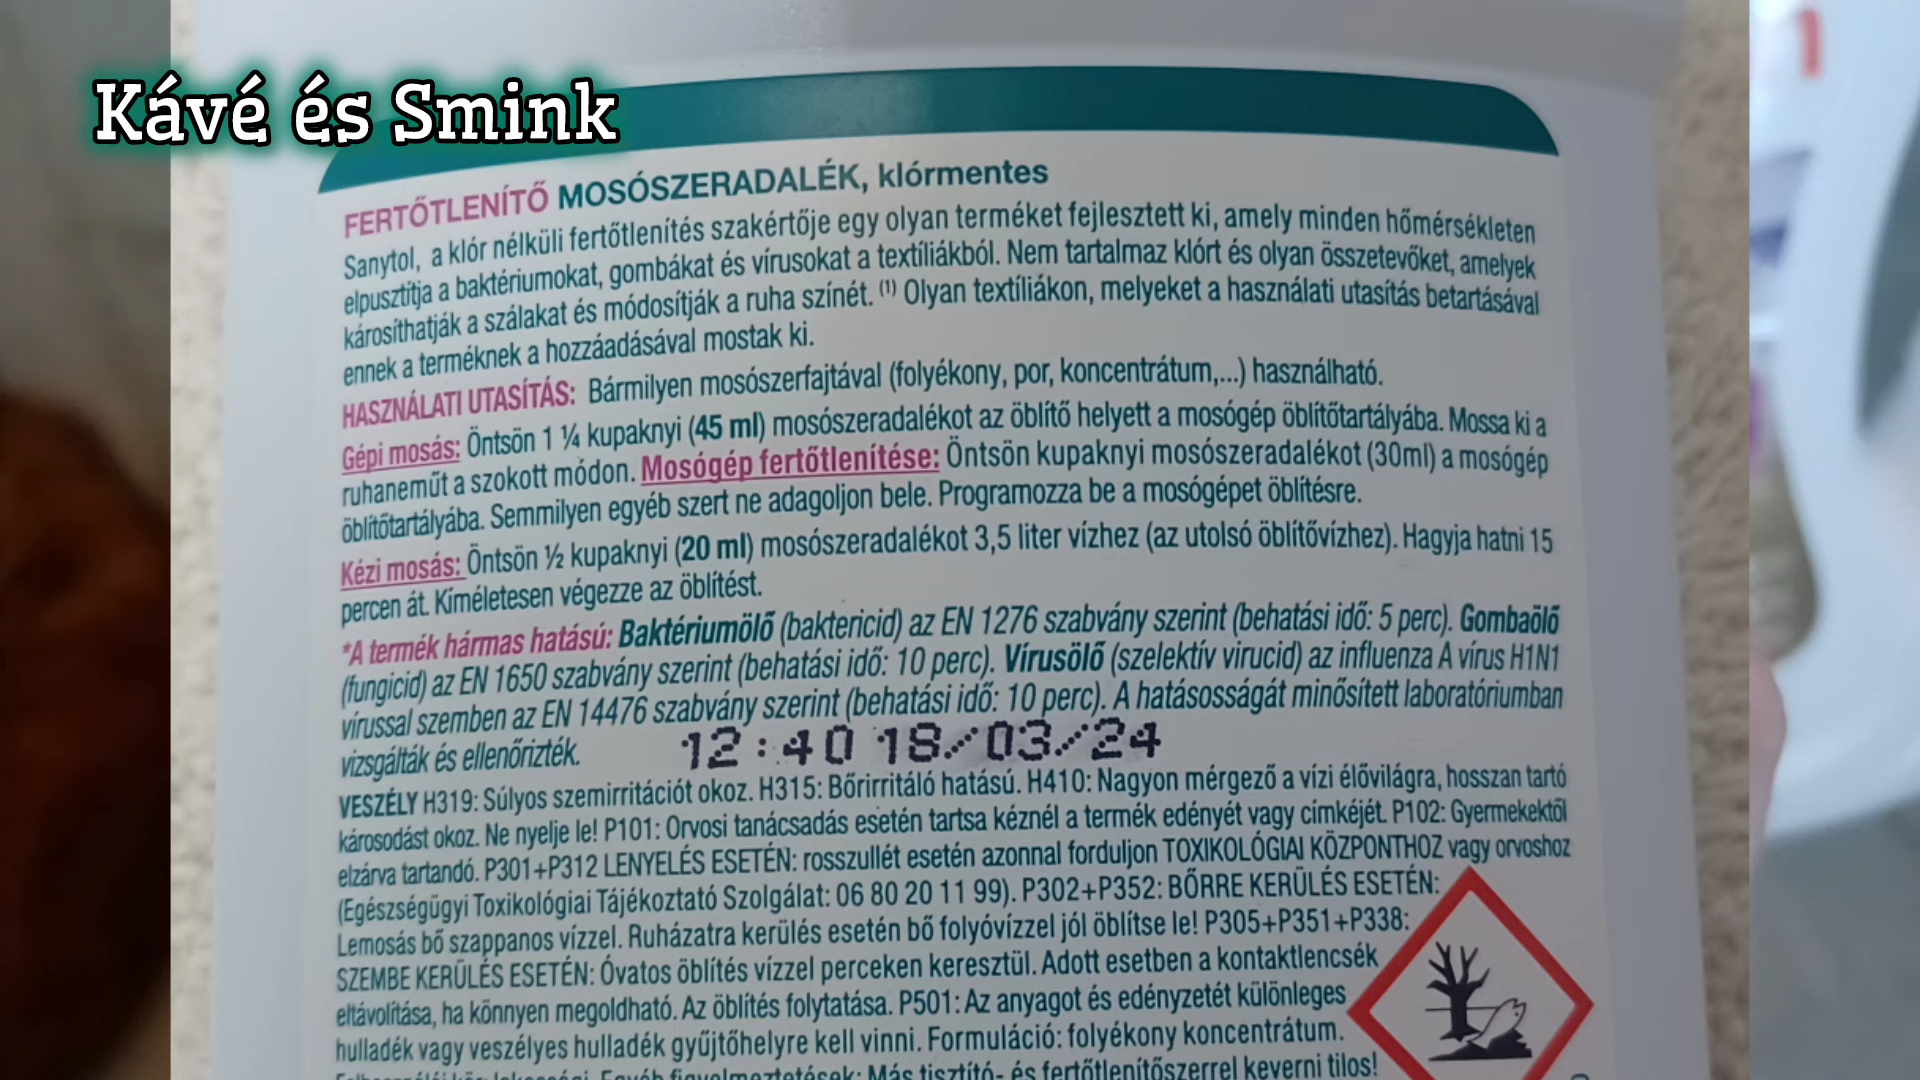 Kávé és Smink
FERTŐTLENÍTŐ MOSÓSZERADALÉK, klórmentes
Sanytol, a klór nélküli fertőtlenítés szakértője egy olyan terméket fejlesztett ki, amely minden hőmérsékleten
elpusztítja a baktériumokat, gombákat és vírusokat a textíliákból. Nem tartalmaz klórt és olyan összetevőket, amelyek
károsíthatják a szálakat és módosítják a ruha színét. (1) Olyan textíliákon, melyeket a használati utasítás betartásával
ennek a terméknek a hozzáadásával mostak ki.
HASZNÁLATI UTASÍTÁS: Bármilyen mosószerfajtával (folyékony, por, koncentrátum,...) használható.
Gépi mosás: Öntsön 1 ¼ kupaknyi (45 ml) mosószeradalékot az öblítő helyett a mosógép öblítőtartályába. Mossa ki a
ruhaneműt a szokott módon. Mosógép fertőtlenítése: Öntsön kupaknyi mosószeradalékot (30ml) a mosógép
öblítőtartályába. Semmilyen egyéb szert ne adagoljon bele. Programozza be a mosógépet öblítésre.
Kézi mosás: Öntsön ½ kupaknyi (20 ml) mosószeradalékot 3,5 liter vízhez (az utolsó öblítővízhez). Hagyja hatni 15
percen át. Kíméletesen végezze az öblítést.
*A termék hármas hatású: Baktériumölő (baktericid) az EN 1276 szabvány szerint (behatási idő: 5 perc). Gombaölő
(fungicid) az EN 1650 szabvány szerint (behatási idő: 10 perc). Vírusölő (szelektív virucid) az influenza A vírus H1N1
vírussal szemben az EN 14476 szabvány szerint (behatási idő: 10 perc). A hatásosságát minősített laboratóriumban
vizsgálták és ellenőrizték.
12:40 18/03/24
VESZÉLY H319: Súlyos szemirritációt okoz. H315: Bőrirritáló hatású. H410: Nagyon mérgező a vízi élővilágra, hosszan tartó
károsodást okoz. Ne nyelje le! P101: Orvosi tanácsadás esetén tartsa kéznél a termék edényét vagy címkéjét. P102: Gyermekektől
elzárva tartandó. P301+P312 LENYELÉS ESETÉN: rosszullét esetén azonnal forduljon TOXIKOLÓGIAI KÖZPONTHOZ vagy orvoshoz
(Egészségügyi Toxikológiai Tájékoztató Szolgálat: 06 80 20 11 99). P302+P352: BŐRRE KERÜLÉS ESETÉN:
Lemosás bő szappanos vízzel. Ruházatra kerülés esetén bő folyóvízzel jól öblítse le! P305+P351+P338:
SZEMBE KERÜLÉS ESETÉN: Óvatos öblítés vízzel perceken keresztül. Adott esetben a kontaktlencsék
eltávolítása, ha könnyen megoldható. Az öblítés folytatása. P501: Az anyagot és edényzetét különleges
hulladék vagy veszélyes hulladék gyűjtőhelyre kell vinni. Formuláció: folyékony koncentrátum.
Egyéb figyelmeztetések: Más tisztító- és fertőtlenítőszerrel keverni tilos!